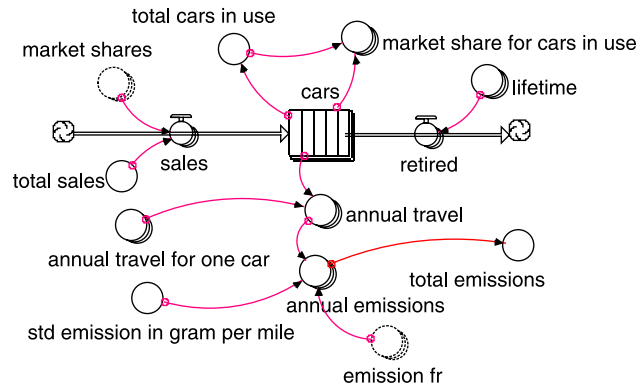 total cars in use
market shares
market share for cars in use
cars
lifetime
sales
retired
total sales
annual travel
annual travel for one car
total emissions
annual emissions
std emission in gram per mile
emission fr